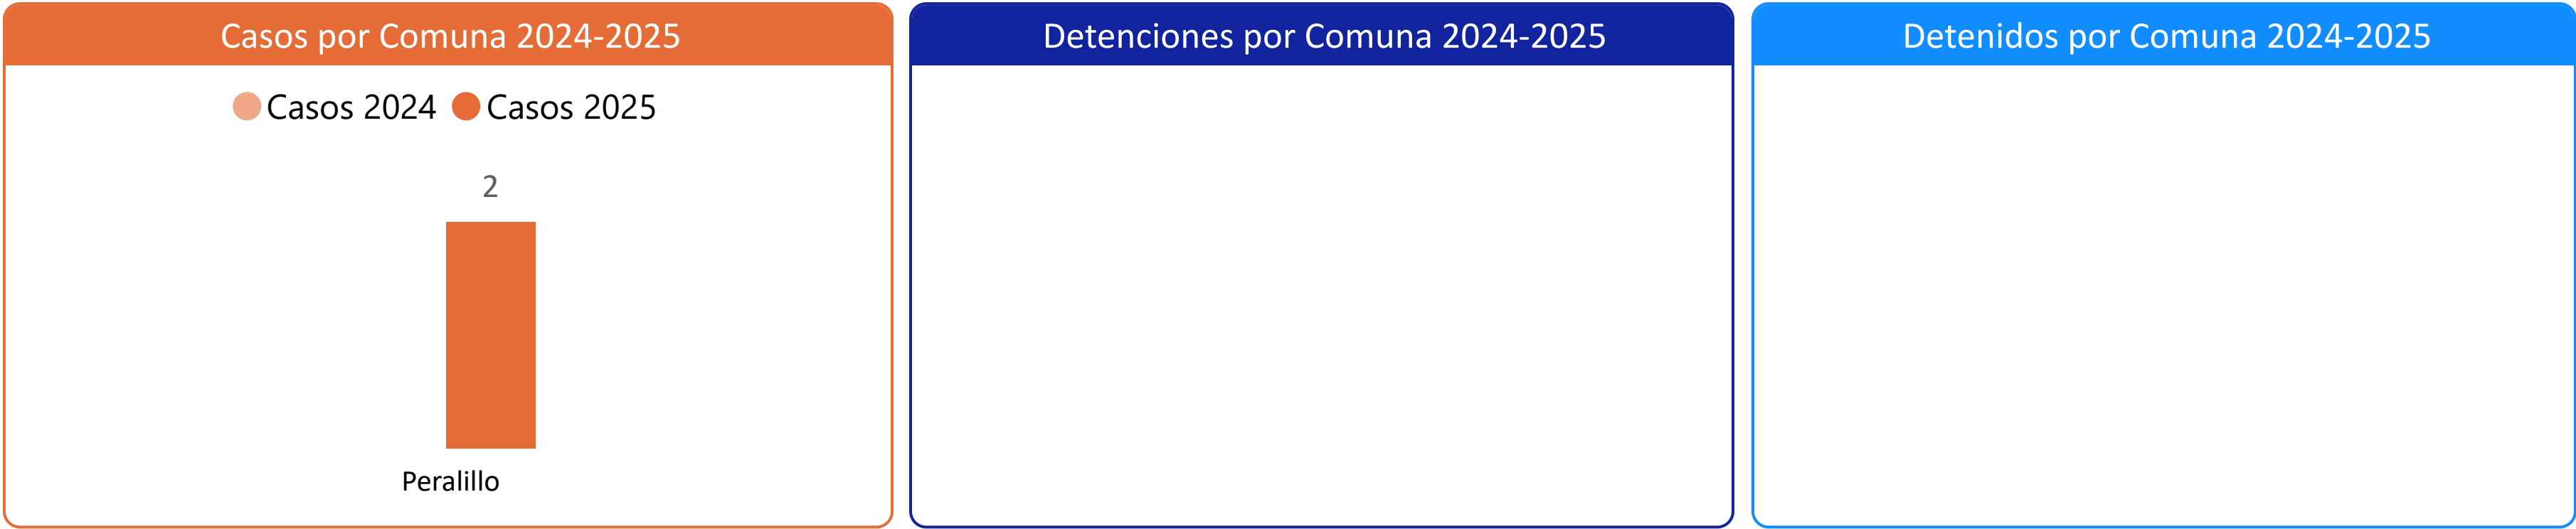 Casos por Comuna 2024-2025
Casos 2024 Casos 2025
2
Peralillo
Detenciones por Comuna 2024-2025
Detenidos por Comuna 2024-2025